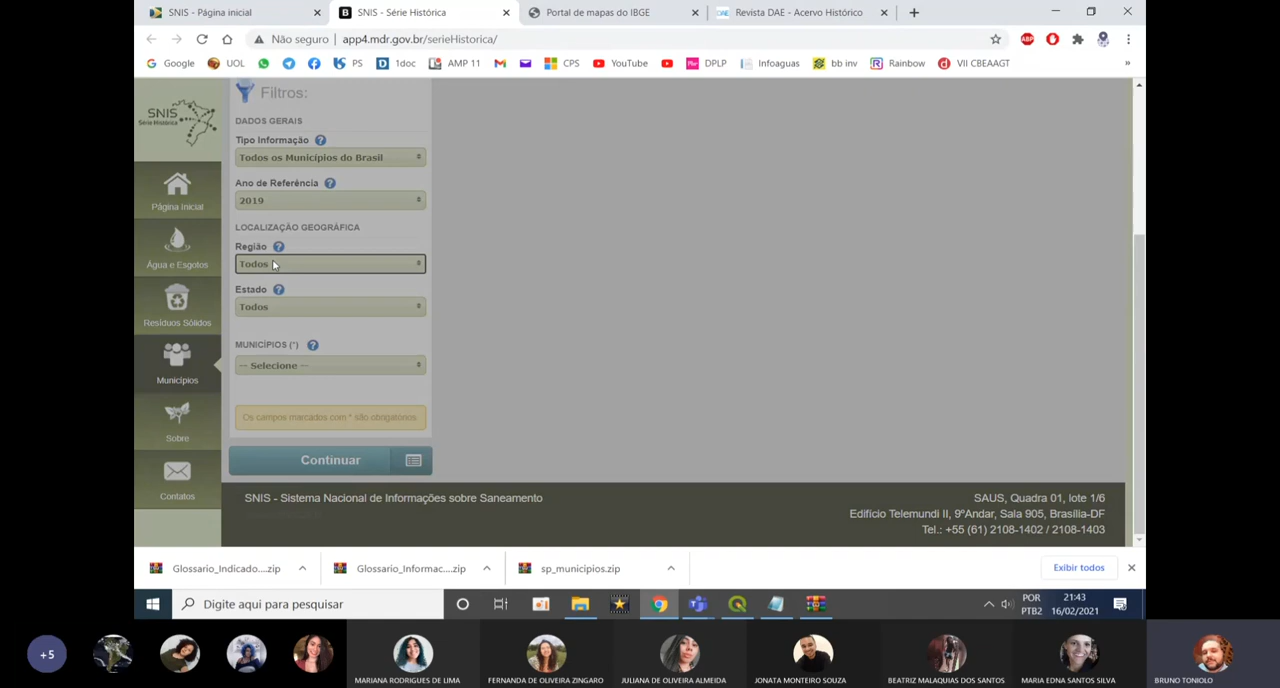 SNIS - Página inicial
SNIS - Série Histórica
Portal de mapas do IBGE
Revista DAE - Acervo Histórico
Não seguro | app4.mdr.gov.br/serieHistorica/
ABP
Google
UOL
PS
1doc
AMP 11
CPS
YouTube
DPLP
Infoaguas
bb inv
Rainbow
VII CBEAAGT
»
SNIS
Série Histórica
Página inicial
Água e Esgotos
Resíduos Sólidos
Municípios
Sobre
Contatos
Filtros:
DADOS GERAIS
Tipo Informação
Todos os Municípios do Brasil
Ano de Referência
2019
LOCALIZAÇÃO GEOGRÁFICA
Região
Todos
Estado
Todos
MUNICÍPIOS (*)
-- Selecione --
Os campos marcados com * são obrigatórios
Continuar
SNIS - Sistema Nacional de Informações sobre Saneamento
SAUS, Quadra 01, lote 1/6
Edifício Telemundi II, 9ºAndar, Sala 905, Brasília-DF
Tel.: +55 (61) 2108-1402 / 2108-1403
Glossario_Indicado....zip
Glossario_Informac....zip
sp_municipios.zip
Exibir todos
Digite aqui para pesquisar
POR
PTB2
21:43
16/02/2021
+5
MARIANA RODRIGUES DE LIMA
FERNANDA DE OLIVEIRA ZINGARO
JULIANA DE OLIVEIRA ALMEIDA
JONATA MONTEIRO SOUZA
BEATRIZ MALAQUIAS DOS SANTOS
MARIA EDNA SANTOS SILVA
BRUNO TONIOLO